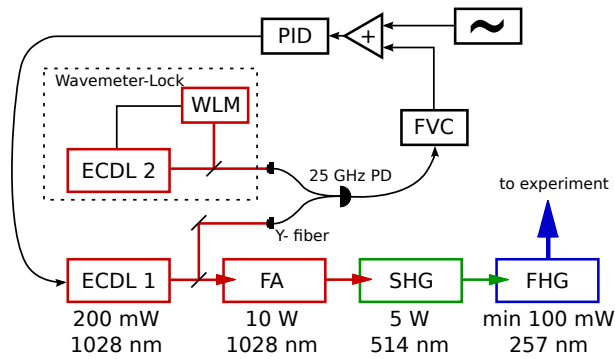 PID
+
~
Wavemeter-Lock
WLM
FVC
ECDL 2
25 GHz PD
to experiment
Y- fiber
ECDL 1
FA
SHG
FHG
200 mW
1028 nm
10 W
1028 nm
5 W
514 nm
min 100 mW
257 nm